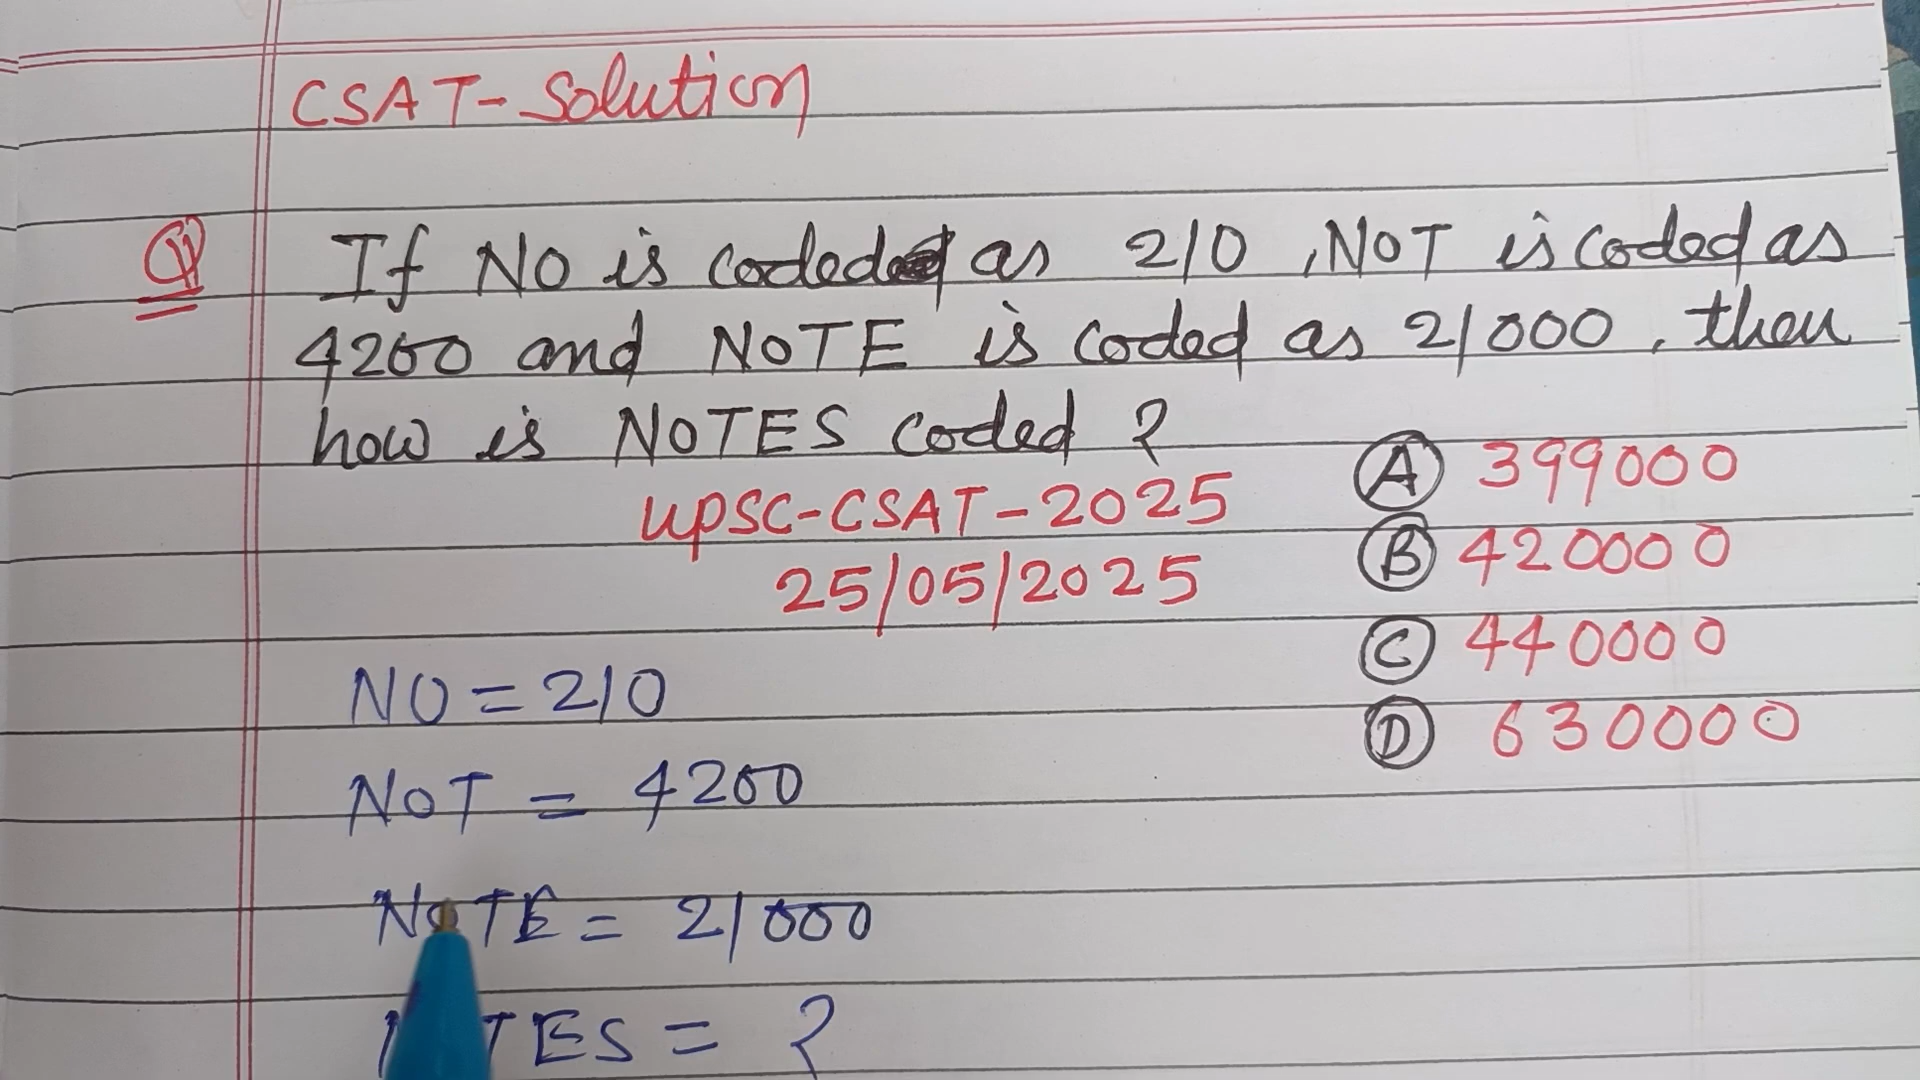 CSAT-Solution
Q If NO is coded as 210, NOT is coded as
4200 and NOTE is coded as 21000, then
how is NOTES coded?
UPSC-CSAT-2025
25/05/2025
A 399000
B 420000
C 440000
D 630000
NO = 210
NOT = 4200
NOTE = 21000
TES = ?